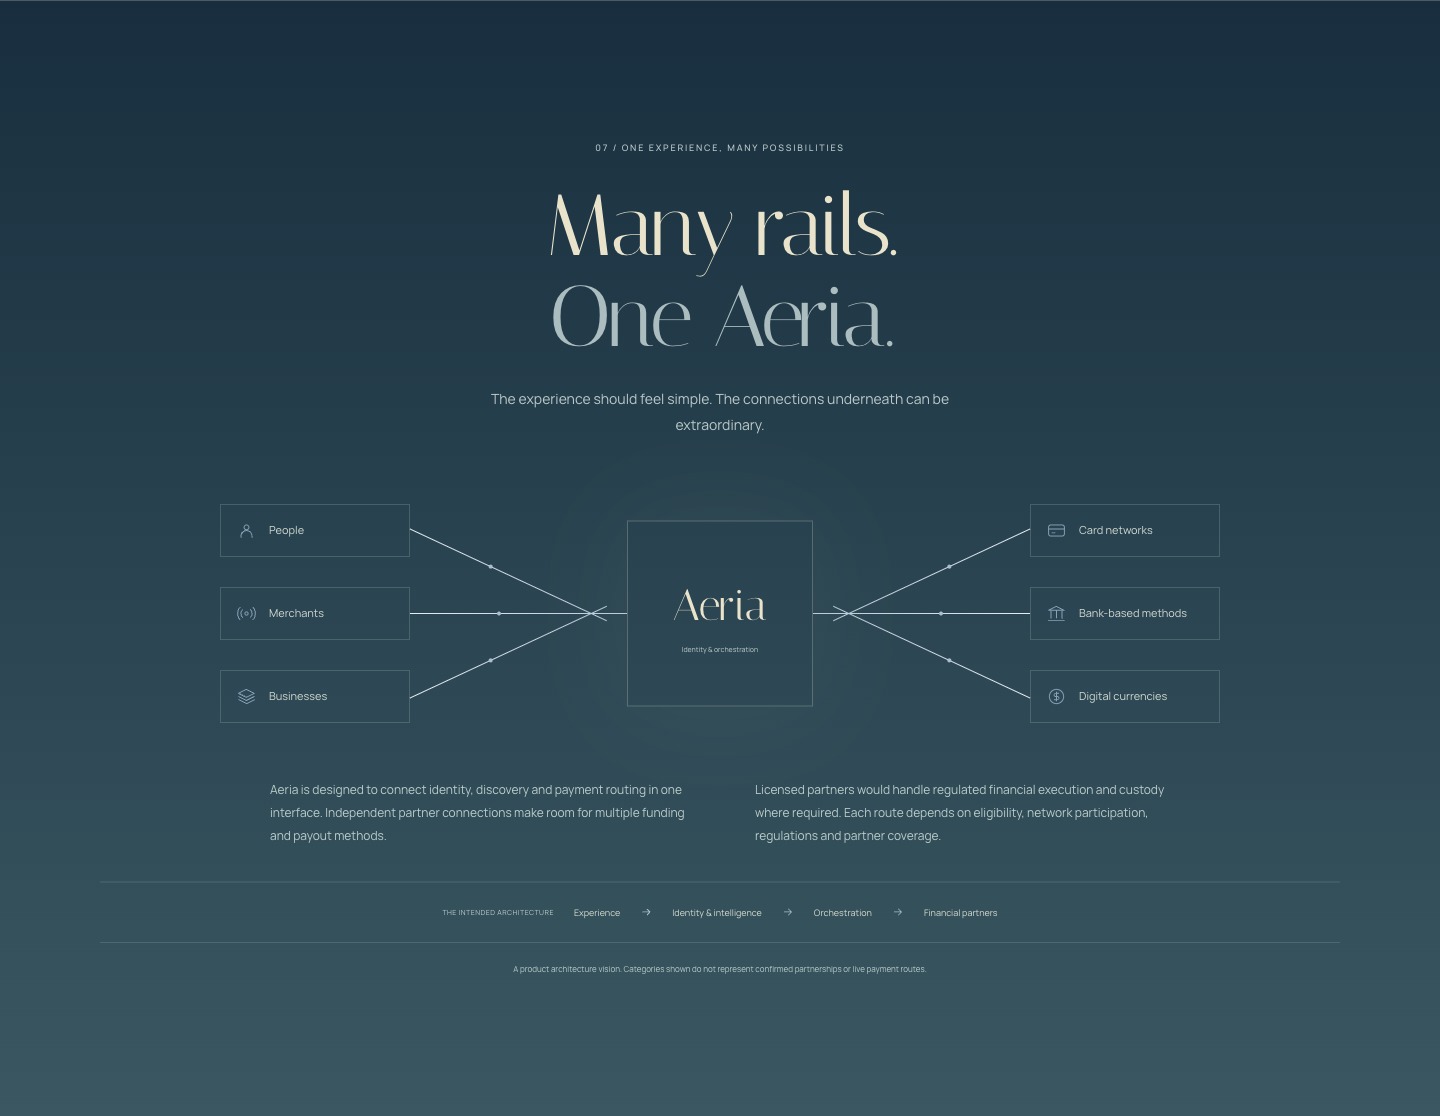 07 / ONE EXPERIENCE, MANY POSSIBILITIES
Many rails.
One Aeria.
The experience should feel simple. The connections underneath can be
extraordinary.
People
Merchants
Businesses
Aeria
Identity & orchestration
Card networks
Bank-based methods
Digital currencies
Aeria is designed to connect identity, discovery and payment routing in one
interface. Independent partner connections make room for multiple funding
and payout methods.
Licensed partners would handle regulated financial execution and custody
where required. Each route depends on eligibility, network participation,
regulations and partner coverage.
THE INTENDED ARCHITECTURE Experience → Identity & intelligence → Orchestration → Financial partners
A product architecture vision. Categories shown do not represent confirmed partnerships or live payment routes.